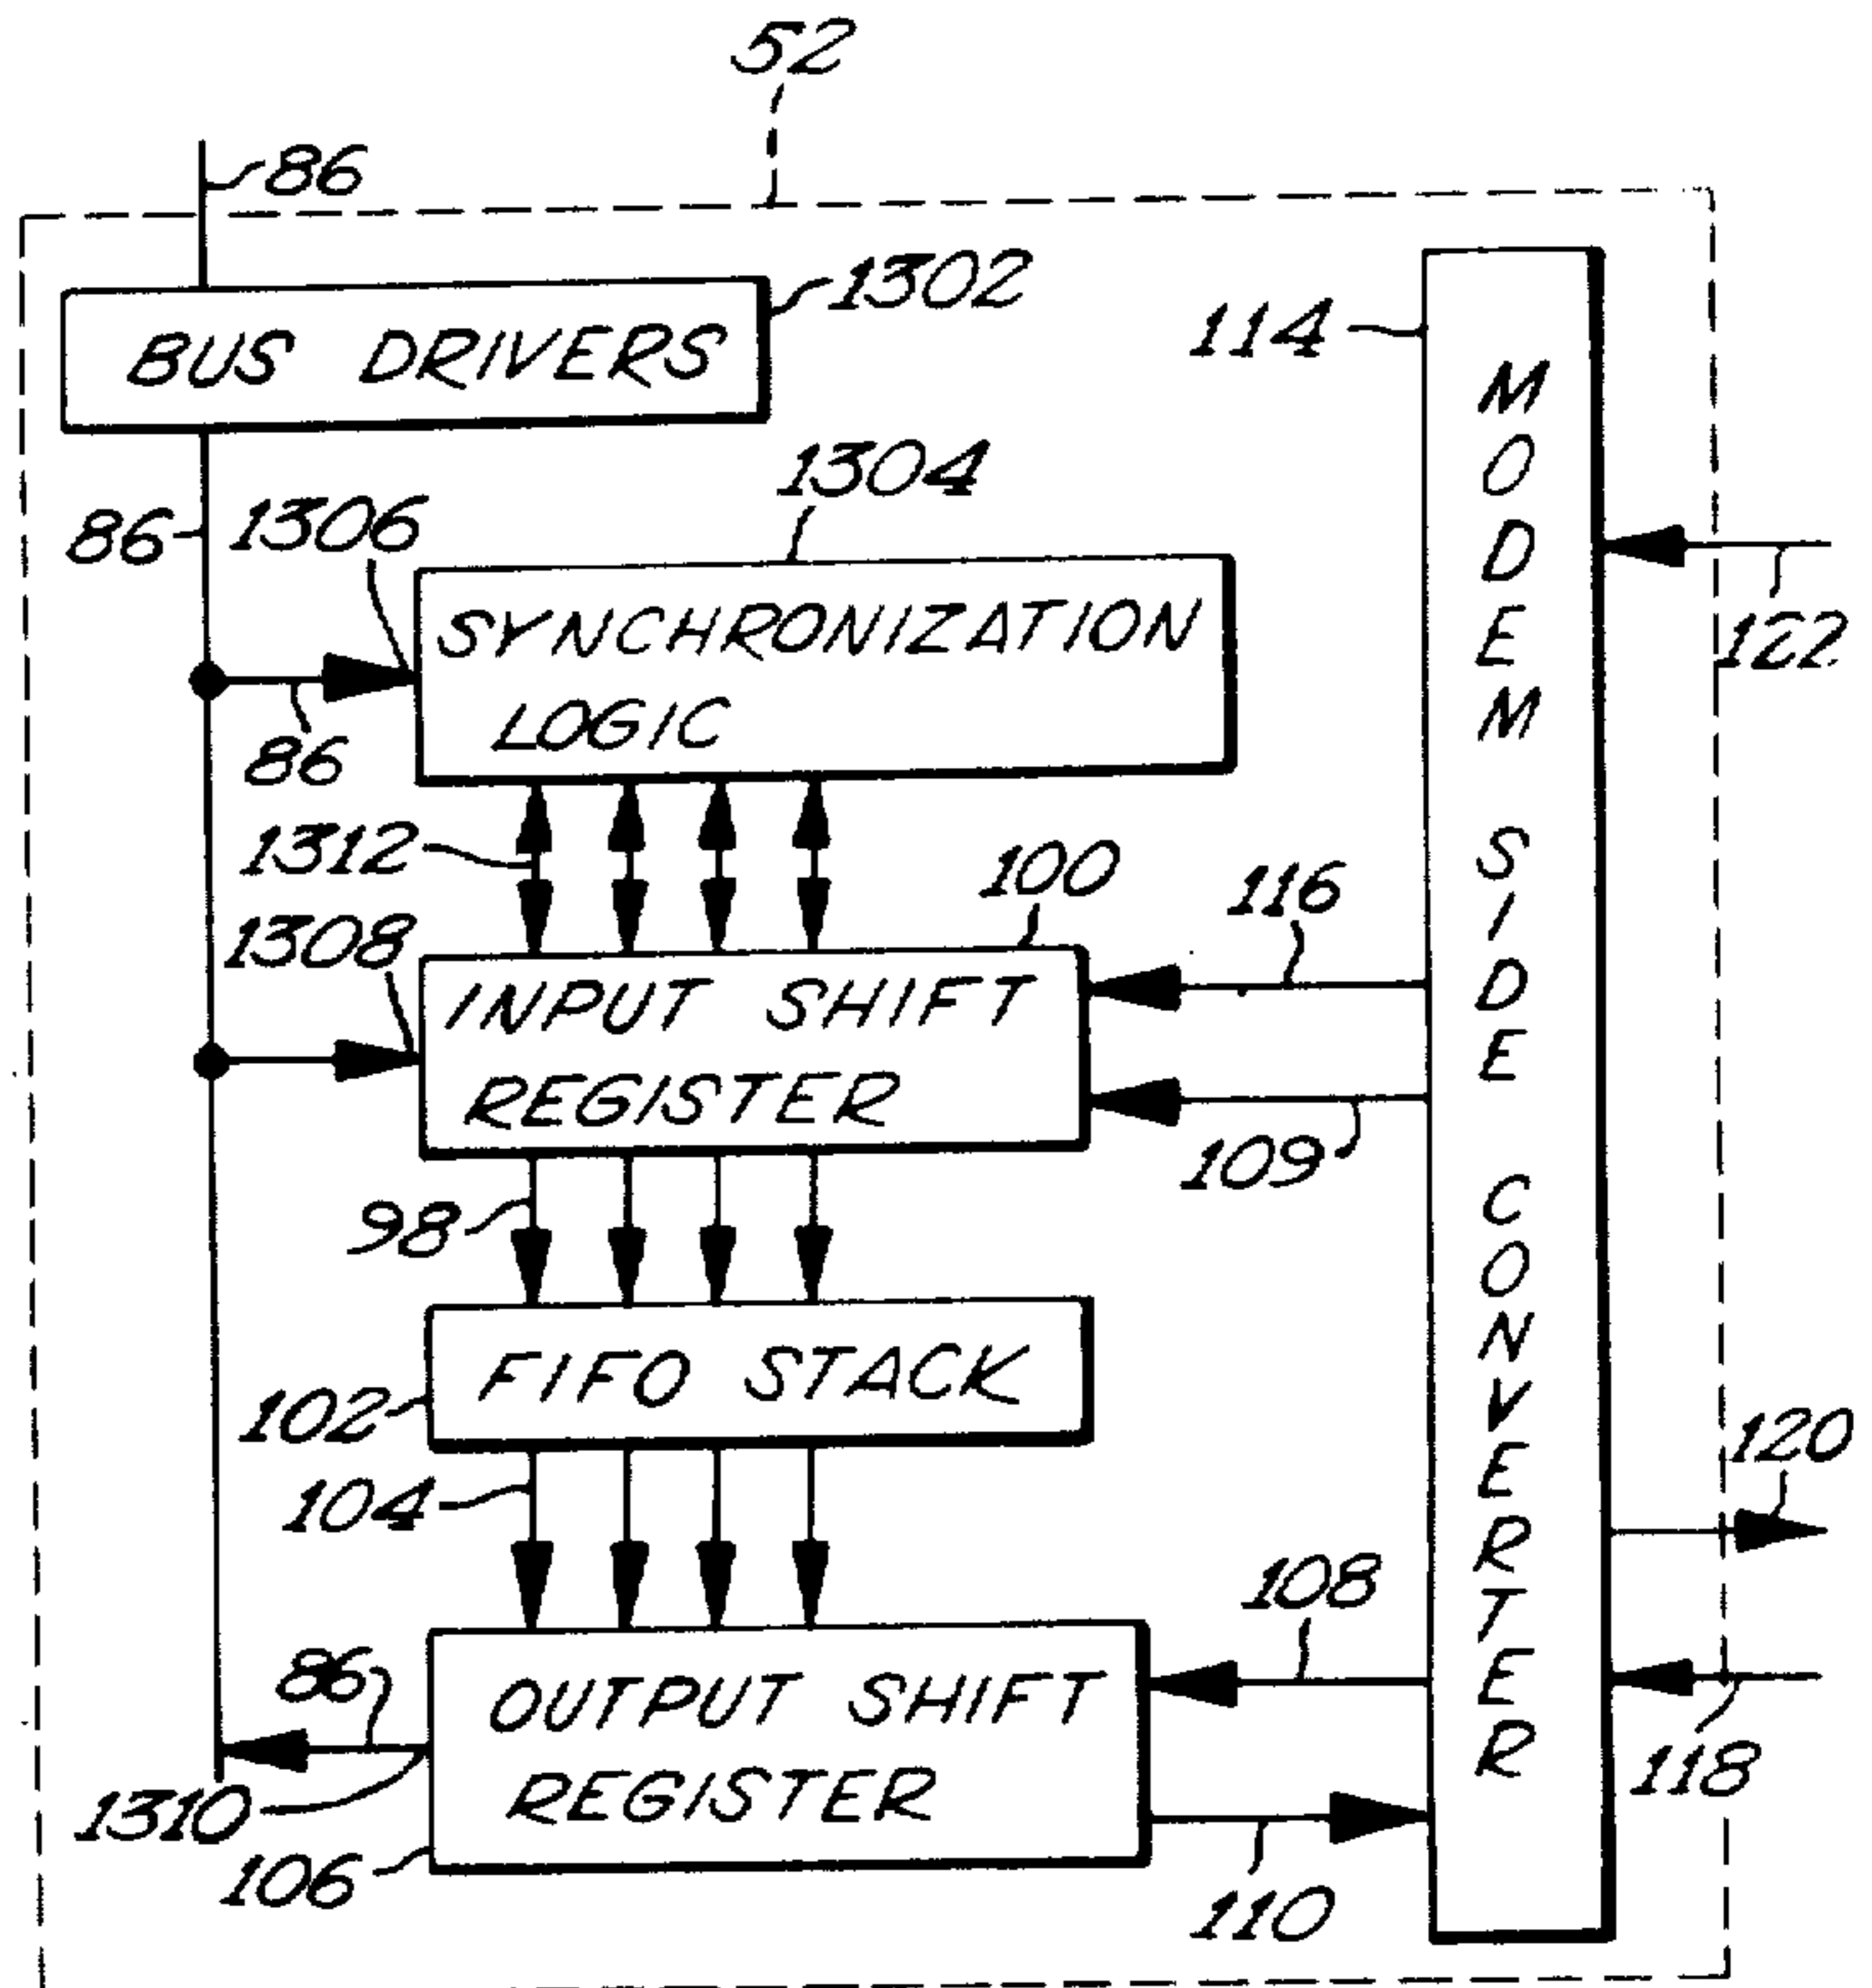 52
86
BUS DRIVERS
1302
114
MODEM SIDE CONVERTER
86
1306
1304
SYNCHRONIZATION
LOGIC
122
86
1312
1308
100
116
INPUT SHIFT
REGISTER
109
98
FIFO STACK
102
104
120
108
86
OUTPUT SHIFT
REGISTER
118
1310
106
110